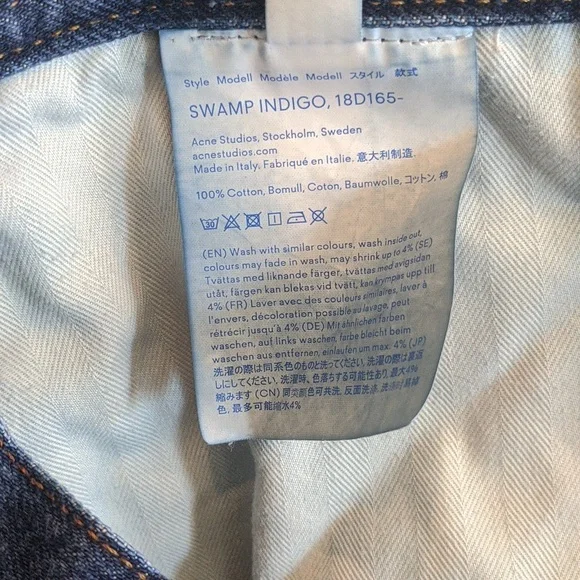 Style Modell Modèle Modell スタイル 款式
SWAMP INDIGO, 18D165-
Acne Studios, Stockholm, Sweden
acnestudios.com
Made in Italy. Fabriqué en Italie. 意大利制造.
100% Cotton, Bomull, Coton, Baumwolle, コットン, 棉
30
(EN) Wash with similar colours, wash inside out,
colours may fade in wash, may shrink up to 4% (SE)
Tvättas med liknande färger, tvättas med avigsidan
utåt, färgen kan blekas vid tvätt, kan krympas upp till
4% (FR) Laver avec des couleurs similaires, laver à
l'envers, décoloration possible au lavage, peut
rétrécir jusqu'à 4% (DE) Mit ähnlichen farben
waschen, auf links waschen, farbe bleicht beim
waschen aus entfernen, einlaufen um max. 4% (JP)
洗濯の際は同系色のものと洗ってください、洗濯の際は裏返
しにしてください、洗濯時、色落ちする可能性あり、最大4%
縮みます (CN) 同类颜色可共洗, 反面洗涤, 洗涤时易掉
色, 最多可能缩水4%